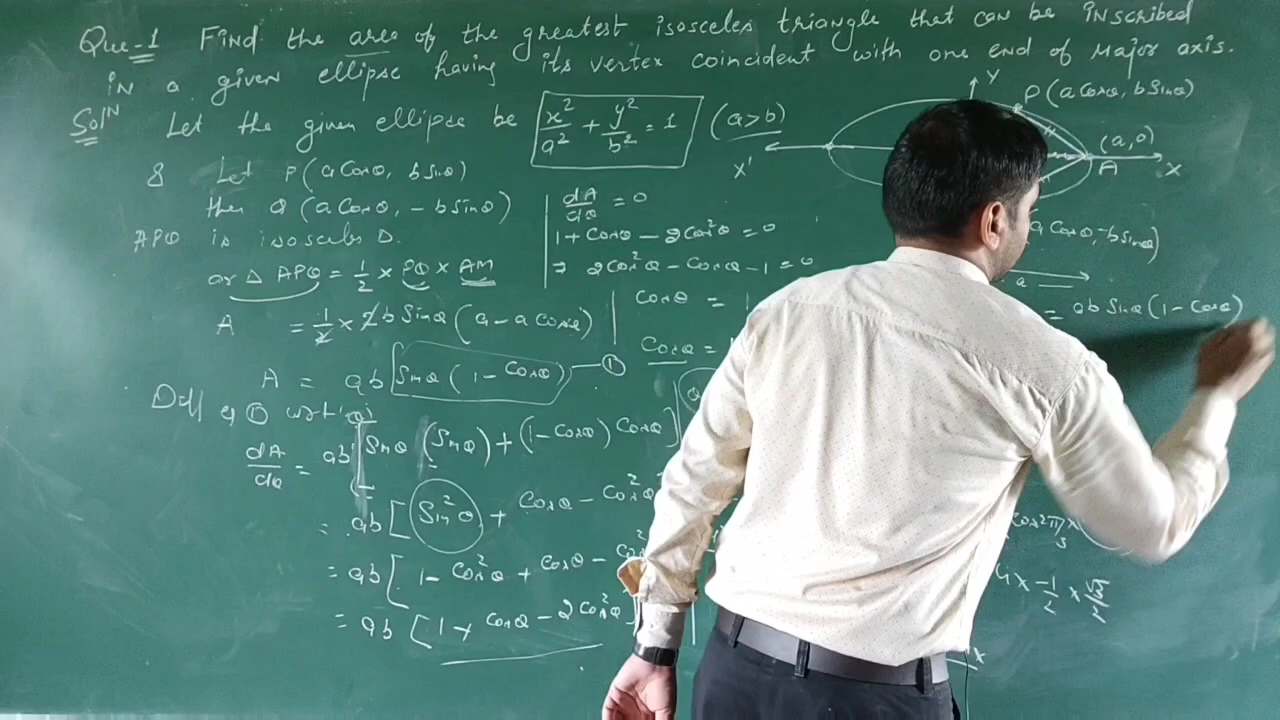 Que-1 Find the area of the greatest isosceles triangle that can be inscribed
in a given ellipse having its vertex coincident with one end of Major axis.
Solᴺ Let the given ellipse be x²/a² + y²/b² = 1 (a>b)
& Let P(a Cosθ, b Sinθ)
then Q (a Cosθ, -b Sinθ)
APQ is isosceles Δ.
ar Δ APQ = 1/2 × PQ × AM
A = 1/2 × 2b Sinθ (a - a Cosθ)
A = ab Sinθ (1 - Cosθ) — ①
Diff eq ① w.r.t. θ
dA/dθ = ab [Sinθ (Sinθ) + (1-Cosθ) Cosθ]
= ab [Sin²θ + Cosθ - Cos²θ
= ab [1 - Cos²θ + Cosθ - Cos²θ
= ab [1 + Cosθ - 2Cos²θ
dA/dθ = 0
1 + Cosθ - 2Cos²θ = 0
⇒ 2Cos²θ - Cosθ - 1 = 0
Cosθ = 1
Cosθ =
Y
P (a Cosθ, b Sinθ)
(a, 0)
X'
A
X
a Cosθ, -b Sinθ)
a
= ab Sinθ (1 - Cosθ)
Cos 2π/3
4 × -1/2 × √3/2